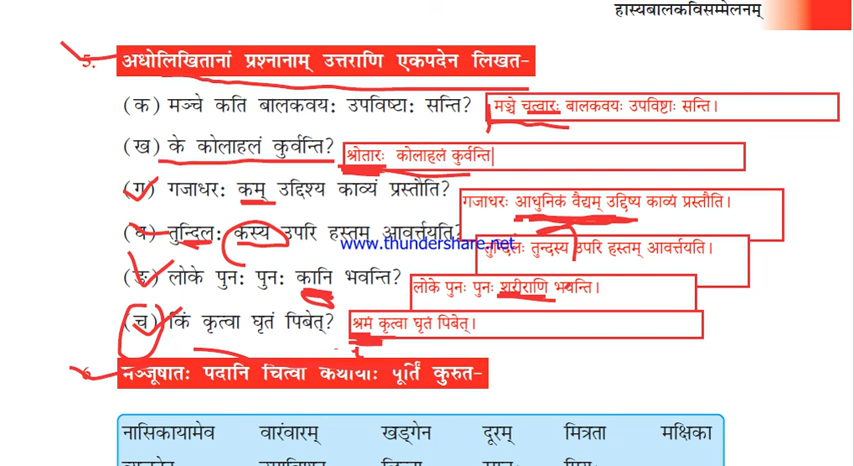 हास्यबालकविसम्मेलनम्
5. अधोलिखितानां प्रश्नानाम् उत्तराणि एकपदेन लिखत-
(क) मञ्चे कति बालकवय: उपविष्टा: सन्ति? मञ्चे चत्वारः बालकवयः उपविष्टाः सन्ति।
(ख) के कोलाहलं कुर्वन्ति? श्रोतारः कोलाहलं कुर्वन्ति
(ग) गजाधर: कम् उद्दिश्य काव्यं प्रस्तौति? गजाधरः आधुनिकं वैद्यम् उद्दिष्य काव्यं प्रस्तौति।
(घ) तुन्दिल: कस्य उपरि हस्तम् आवर्त्तयति? तुन्दिलः तुन्दस्य उपरि हस्तम् आवर्त्तयति।
www.thundershare.net
(ङ) लोके पुन: पुन: कानि भवन्ति? लोके पुनः पुनः शरीराणि भवन्ति।
(च) किं कृत्वा घृतं पिबेत्? श्रमं कृत्वा घृतं पिबेत्।
6. मञ्जूषातः पदानि चित्वा कथायाः पूर्तिं कुरुत-
नासिकायामेव वारंवारम् खड्गेन दूरम् मित्रता मक्षिका